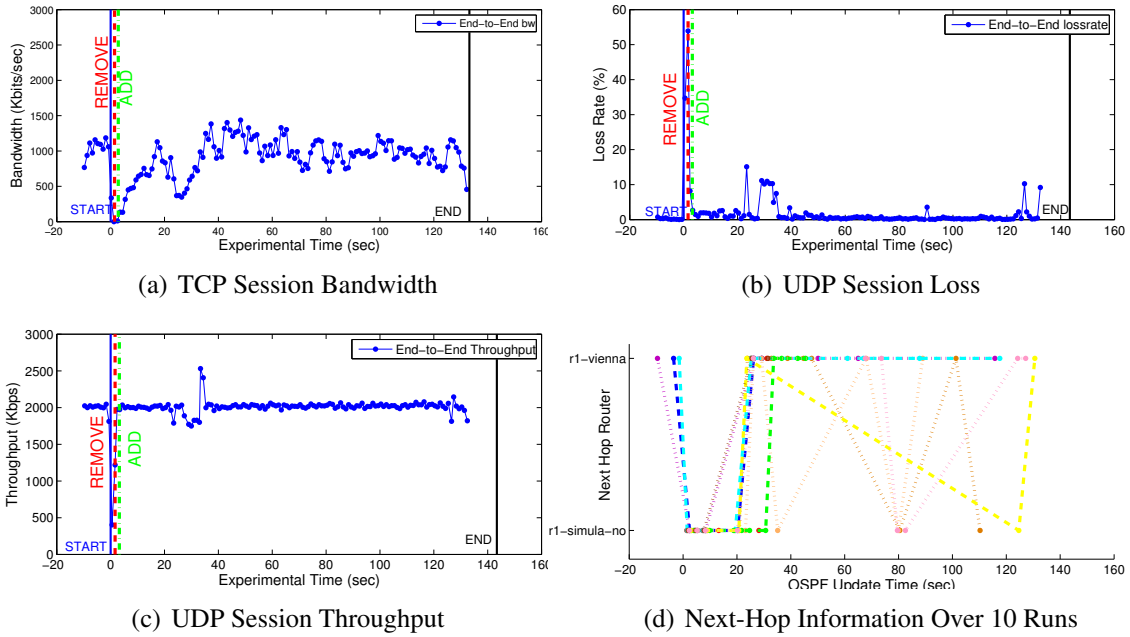 3000
2500
2000
1500
1000
500
0
Bandwidth (Kbits/sec)
End-to-End bw
REMOVE
ADD
START
END
-20 0 20 40 60 80 100 120 140 160
Experimental Time (sec)
(a) TCP Session Bandwidth
60
50
40
30
20
10
0
Loss Rate (%)
End-to-End lossrate
REMOVE
ADD
START
END
-20 0 20 40 60 80 100 120 140 160
Experimental Time (sec)
(b) UDP Session Loss
3000
2500
2000
1500
1000
500
0
Throughput (Kbps)
End-to-End Throughput
REMOVE
ADD
START
END
-20 0 20 40 60 80 100 120 140 160
Experimental Time (sec)
(c) UDP Session Throughput
r1-vienna
Next Hop Router
r1-simula-no
-20 0 20 40 60 80 100 120 140 160
OSPF Update Time (sec)
(d) Next-Hop Information Over 10 Runs